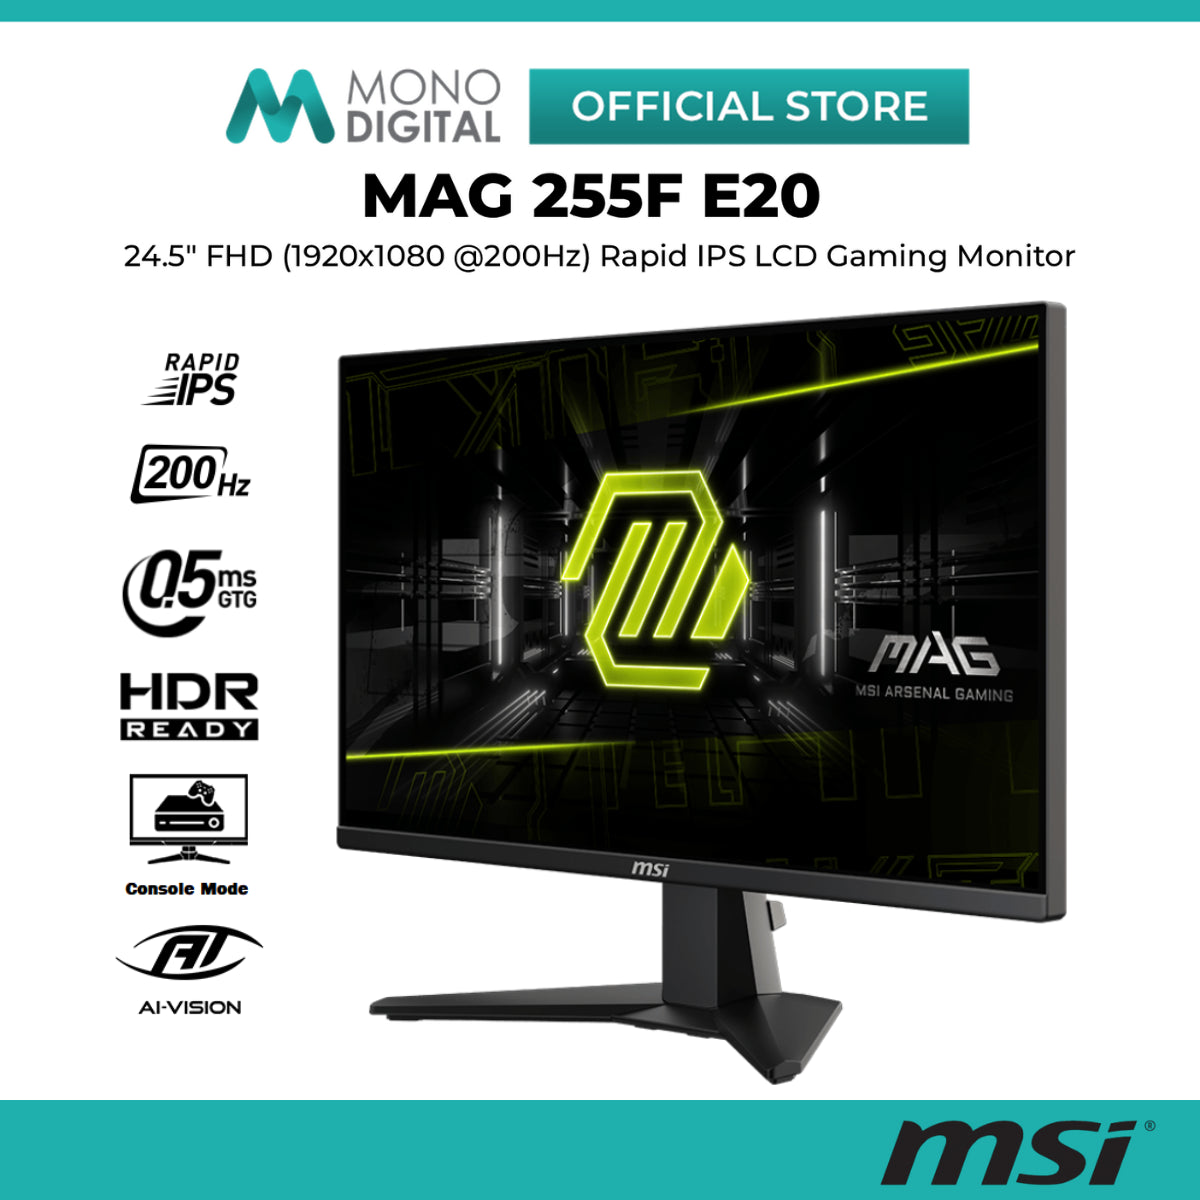 MONO
DIGITAL
OFFICIAL STORE
MAG 255F E20
24.5" FHD (1920x1080 @200Hz) Rapid IPS LCD Gaming Monitor
RAPID
IPS
200Hz
0.5ms
GTG
HDR
READY
Console Mode
AI
AI-VISION
MAG
MSI ARSENAL GAMING
msi
msi®